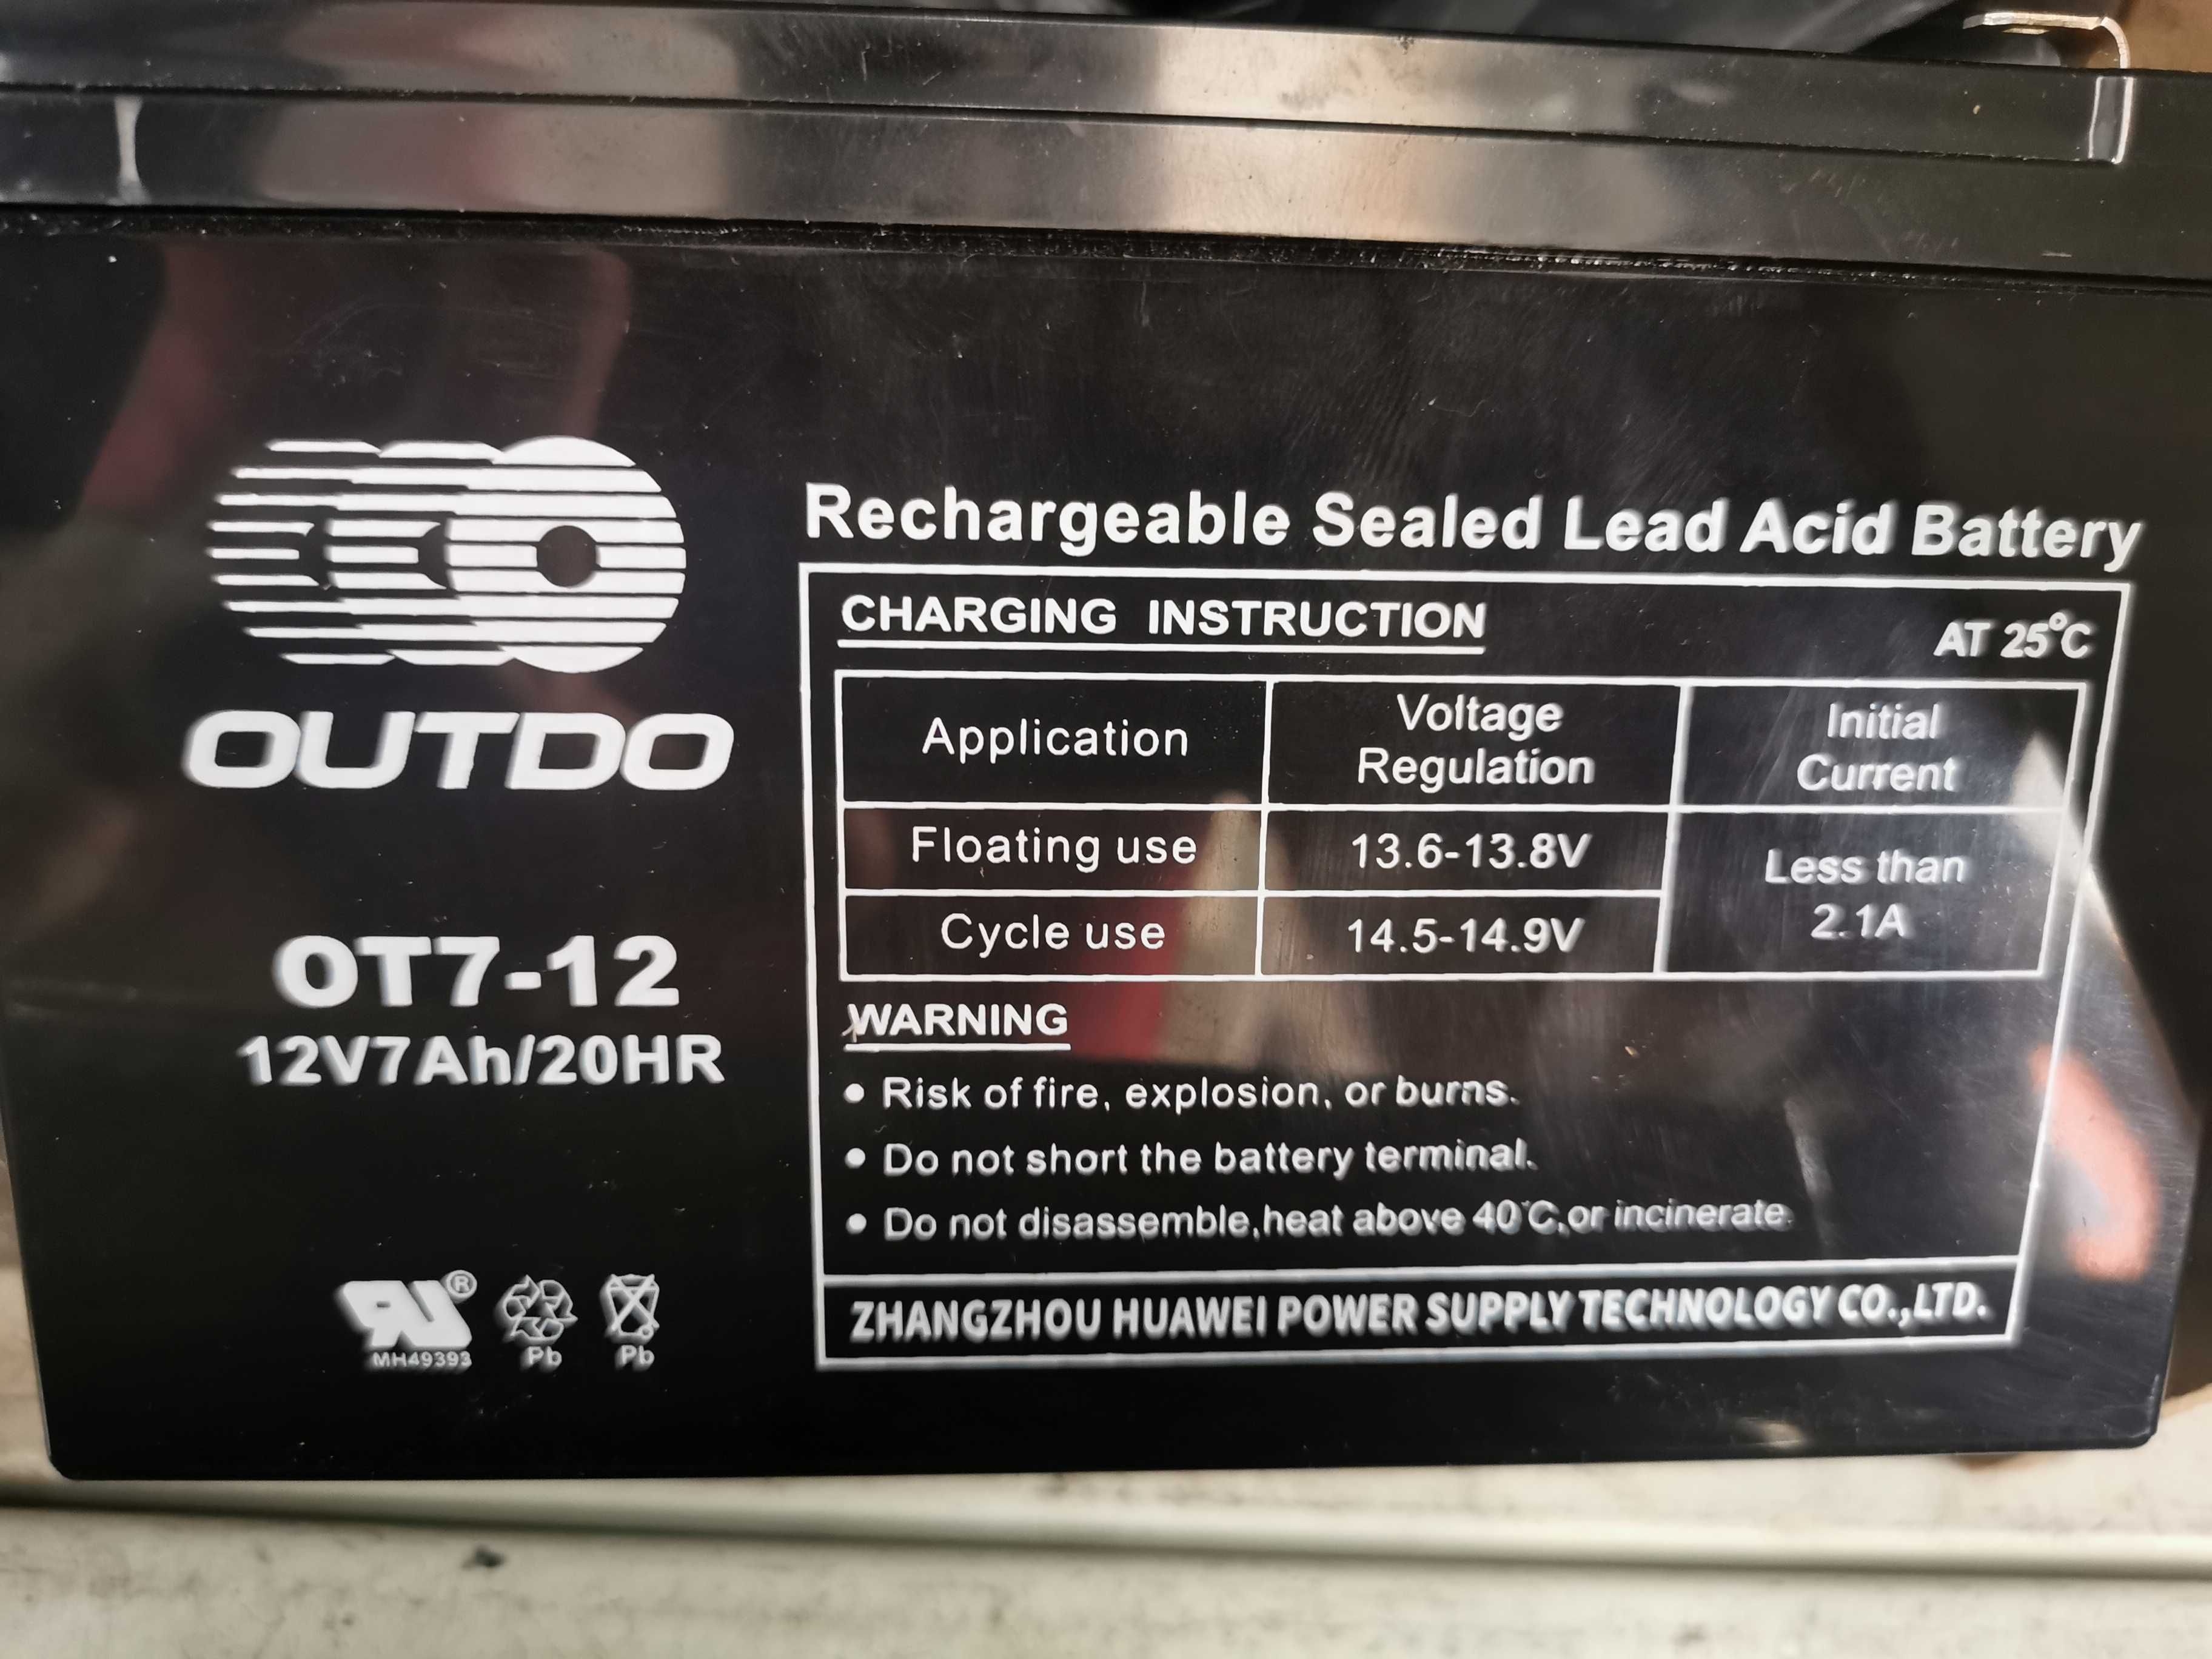 OUTDO
OT7-12
12V7Ah/20HR
®
MH49393
Pb
Pb
Rechargeable Sealed Lead Acid Battery
CHARGING INSTRUCTION
AT 25°C
Application
Voltage
Regulation
Initial
Current
Floating use
13.6-13.8V
Less than
2.1A
Cycle use
14.5-14.9V
WARNING
• Risk of fire, explosion, or burns.
• Do not short the battery terminal.
• Do not disassemble,heat above 40°C,or incinerate.
ZHANGZHOU HUAWEI POWER SUPPLY TECHNOLOGY CO.,LTD.